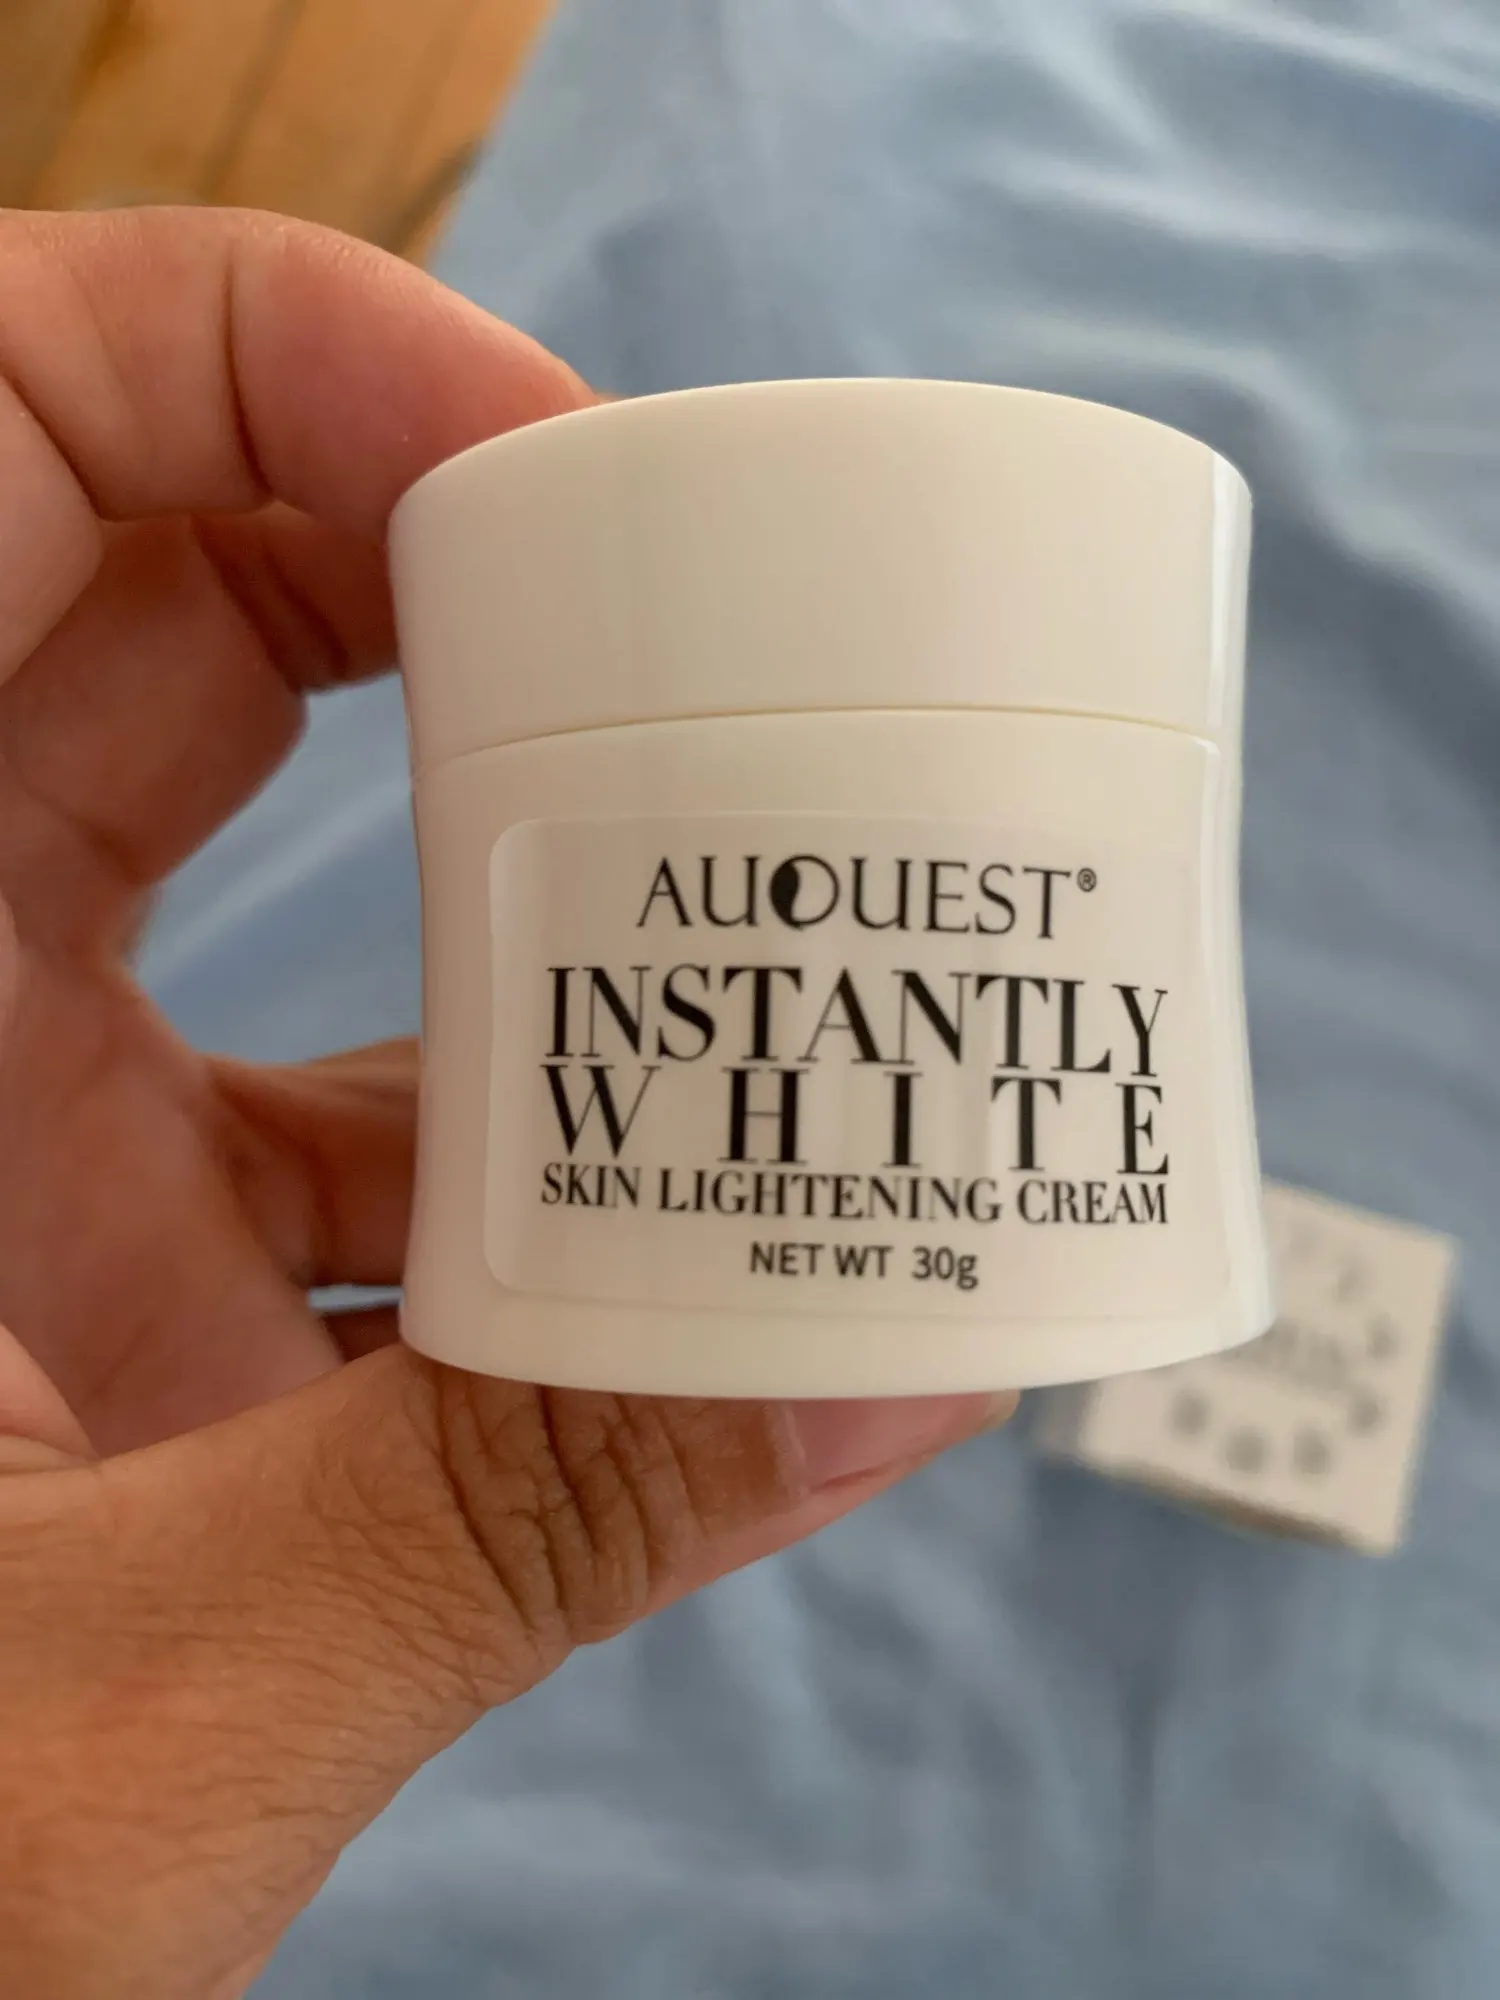 AUQUEST®
INSTANTLY
WHITE
SKIN LIGHTENING CREAM
NET WT 30g